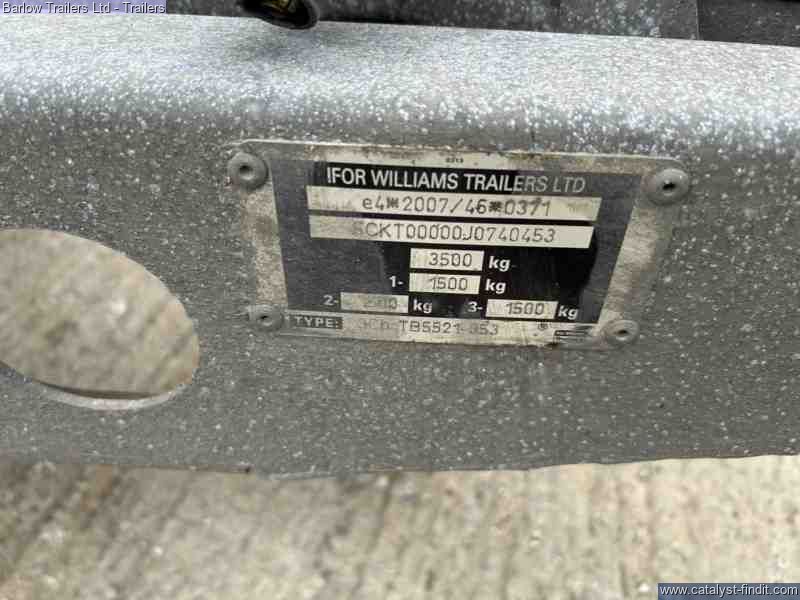 Barlow Trailers Ltd - Trailers
IFOR WILLIAMS TRAILERS LTD
e4*2007/46*0371
SCKT00000J0740453
3500 kg
1- 1500 kg
2- kg 3- 1500 kg
TYPE:
www.catalyst-findit.com